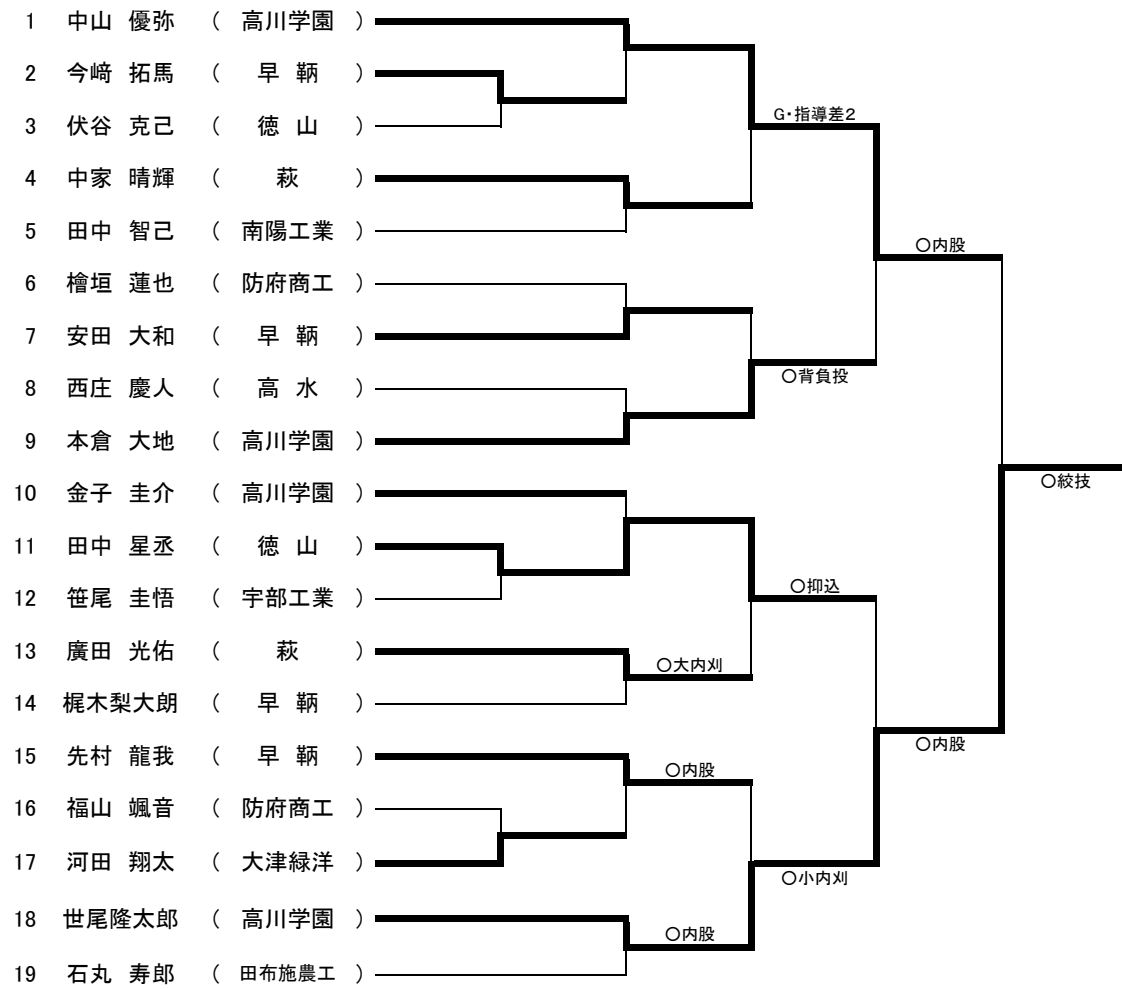 1 中山 優弥 ( 高川学園 )
2 今﨑 拓馬 ( 早 鞆 )
3 伏谷 克己 ( 徳 山 )
G・指導差2
4 中家 晴輝 ( 萩 )
5 田中 智己 ( 南陽工業 )
○内股
6 檜垣 蓮也 ( 防府商工 )
7 安田 大和 ( 早 鞆 )
○背負投
8 西庄 慶人 ( 高 水 )
9 本倉 大地 ( 高川学園 )
○絞技
10 金子 圭介 ( 高川学園 )
11 田中 星丞 ( 徳 山 )
○抑込
12 笹尾 圭悟 ( 宇部工業 )
13 廣田 光佑 ( 萩 )
○大内刈
14 梶木梨大朗 ( 早 鞆 )
○内股
15 先村 龍我 ( 早 鞆 )
○内股
16 福山 颯音 ( 防府商工 )
17 河田 翔太 ( 大津緑洋 )
○小内刈
18 世尾隆太郎 ( 高川学園 )
○内股
19 石丸 寿郎 ( 田布施農工 )